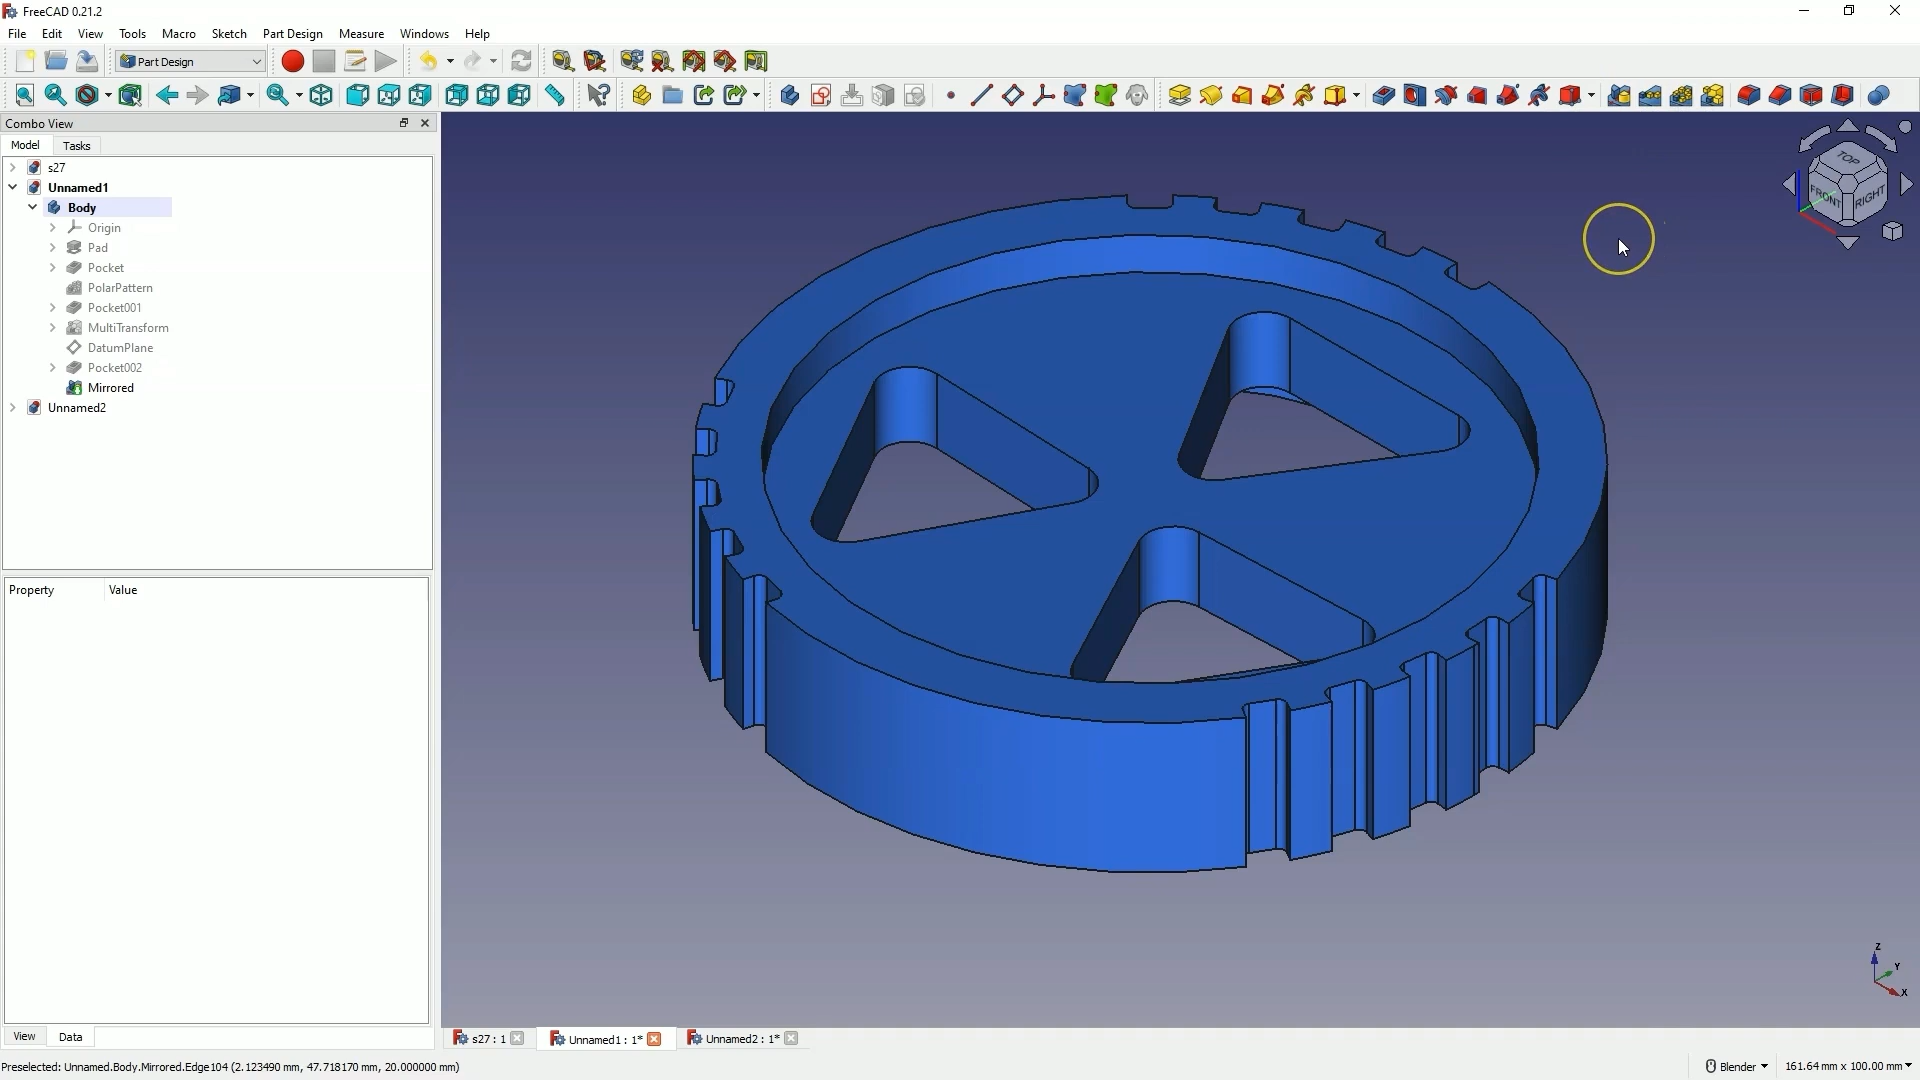 FreeCAD 0.21.2
File Edit View Tools Macro Sketch Part Design Measure Windows Help
Part Design
Combo View
Model Tasks
s27
Unnamed1
Body
Origin
Pad
Pocket
PolarPattern
Pocket001
MultiTransform
DatumPlane
Pocket002
Mirrored
Unnamed2
Property Value
TOP
FRONT RIGHT
Z
Y
X
View Data
s27 : 1 Unnamed1 : 1* Unnamed2 : 1*
Preselected: Unnamed.Body.Mirrored.Edge104 (2.123490 mm, 47.718170 mm, 20.000000 mm)
Blender 161.64 mm x 100.00 mm